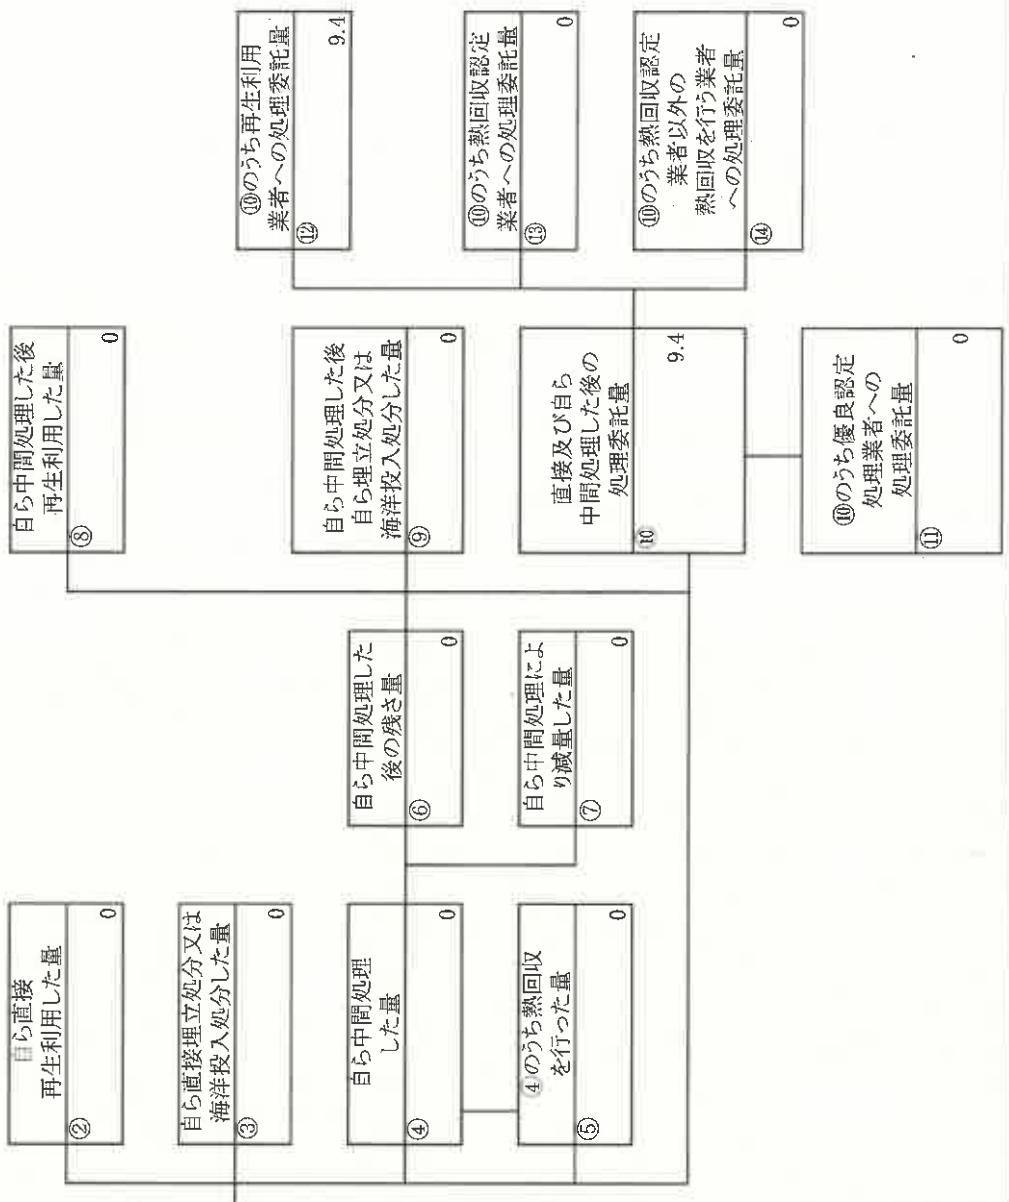 自ら直接
再生利用した量
②
0
自ら直接埋立処分又は
海洋投入処分した量
③
0
自ら中間処理
した量
④
0
④のうち熱回収
を行った量
⑤
0
自ら中間処理した
後の残さ量
⑥
0
自ら中間処理によ
り減量した量
⑦
0
自ら中間処理した後
再生利用した量
⑧
0
自ら中間処理した後
自ら埋立処分又は
海洋投入処分した量
⑨
0
直接及び自ら
中間処理した後の
処理委託量
⑩
9.4
⑩のうち優良認定
処理業者への
処理委託量
⑪
0
⑩のうち再生利用
業者への処理委託量
⑫
9.4
⑩のうち熱回収認定
業者への処理委託量
⑬
0
⑩のうち熱回収認定
業者以外の
熱回収を行う業者
への処理委託量
⑭
0